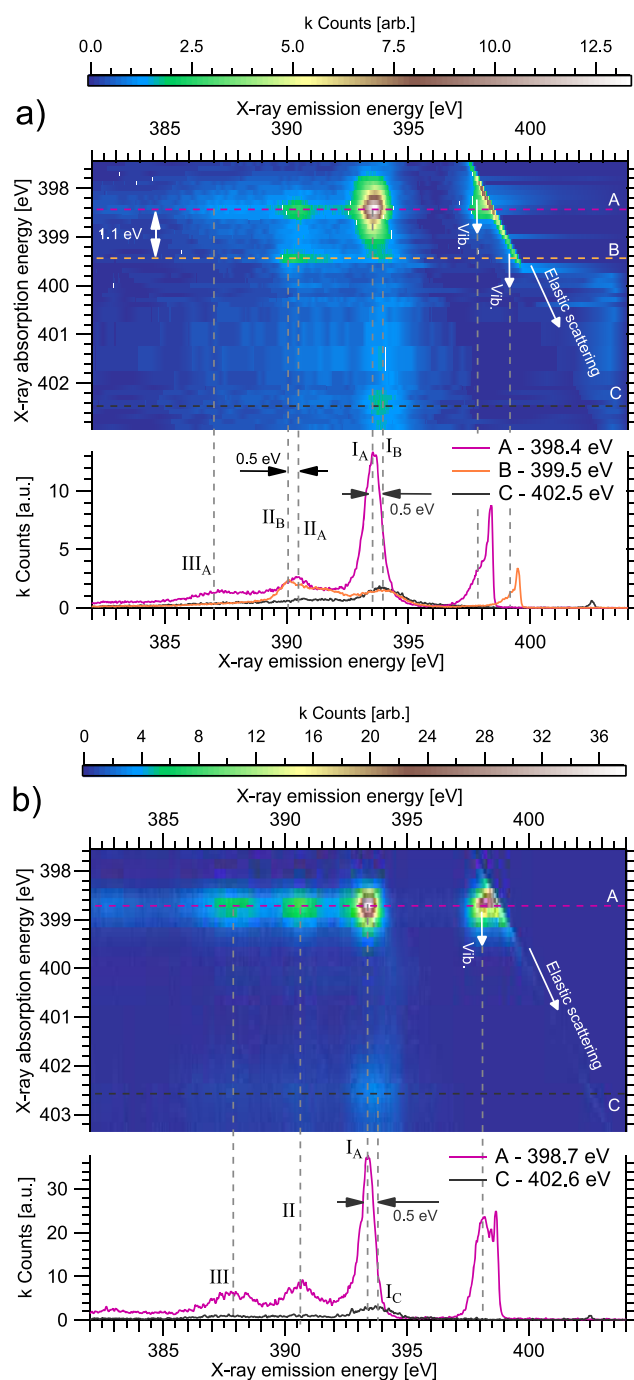 k Counts [arb.]
0.0 2.5 5.0 7.5 10.0 12.5
a)
X-ray emission energy [eV]
385 390 395 400
X-ray absorption energy [eV]
398
399
400
401
402
1.1 eV
A
B
C
Vib.
Vib.
Elastic scattering
k Counts [a.u.]
10
5
0
0.5 eV
I_A
I_B
II_B
II_A
III_A
0.5 eV
A - 398.4 eV
B - 399.5 eV
C - 402.5 eV
385 390 395 400
X-ray emission energy [eV]
k Counts [arb.]
0 4 8 12 16 20 24 28 32 36
b)
X-ray emission energy [eV]
385 390 395 400
X-ray absorption energy [eV]
398
399
400
401
402
403
A
C
Vib.
Elastic scattering
k Counts [a.u.]
30
20
10
0
I_A
II
III
I_C
0.5 eV
A - 398.7 eV
C - 402.6 eV
385 390 395 400
X-ray emission energy [eV]